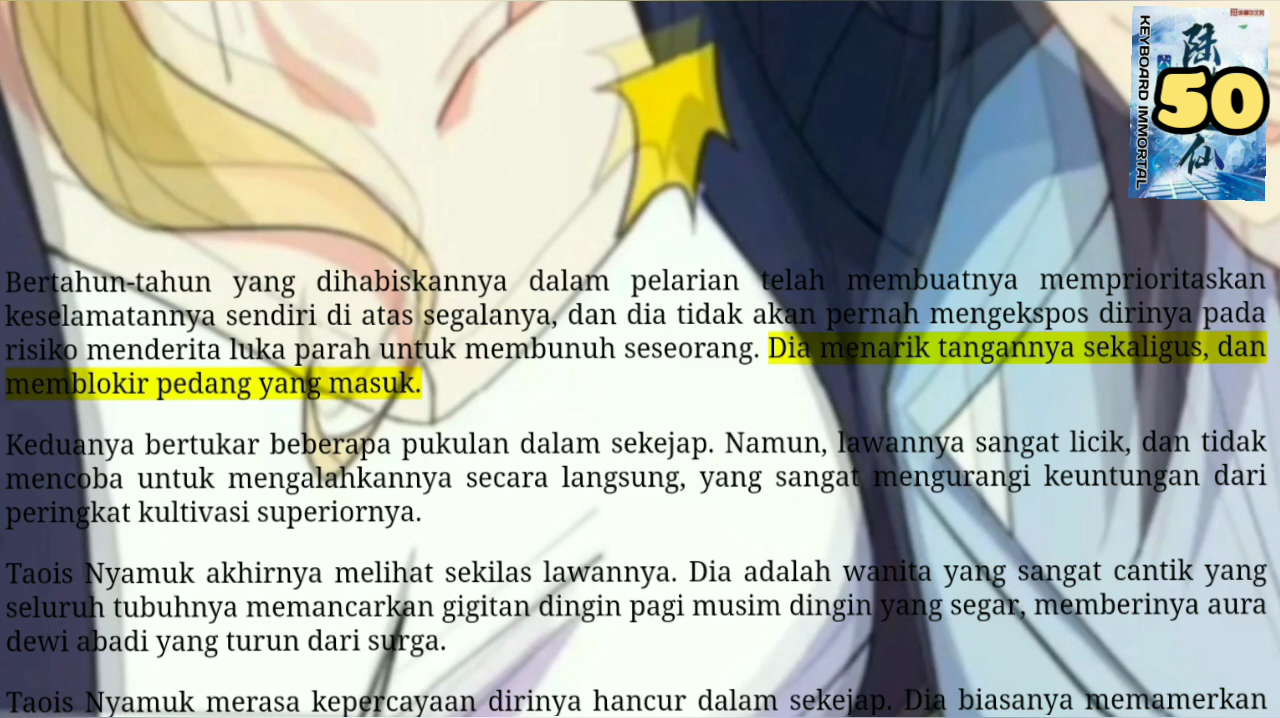 陆
仙
KEYBOARD IMMORTAL
50
Bertahun-tahun yang dihabiskannya dalam pelarian telah membuatnya memprioritaskan
keselamatannya sendiri di atas segalanya, dan dia tidak akan pernah mengekspos dirinya pada
risiko menderita luka parah untuk membunuh seseorang. Dia menarik tangannya sekaligus, dan
memblokir pedang yang masuk.
Keduanya bertukar beberapa pukulan dalam sekejap. Namun, lawannya sangat licik, dan tidak
mencoba untuk mengalahkannya secara langsung, yang sangat mengurangi keuntungan dari
peringkat kultivasi superiornya.
Taois Nyamuk akhirnya melihat sekilas lawannya. Dia adalah wanita yang sangat cantik yang
seluruh tubuhnya memancarkan gigitan dingin pagi musim dingin yang segar, memberinya aura
dewi abadi yang turun dari surga.
Taois Nyamuk merasa kepercayaan dirinya hancur dalam sekejap. Dia biasanya memamerkan